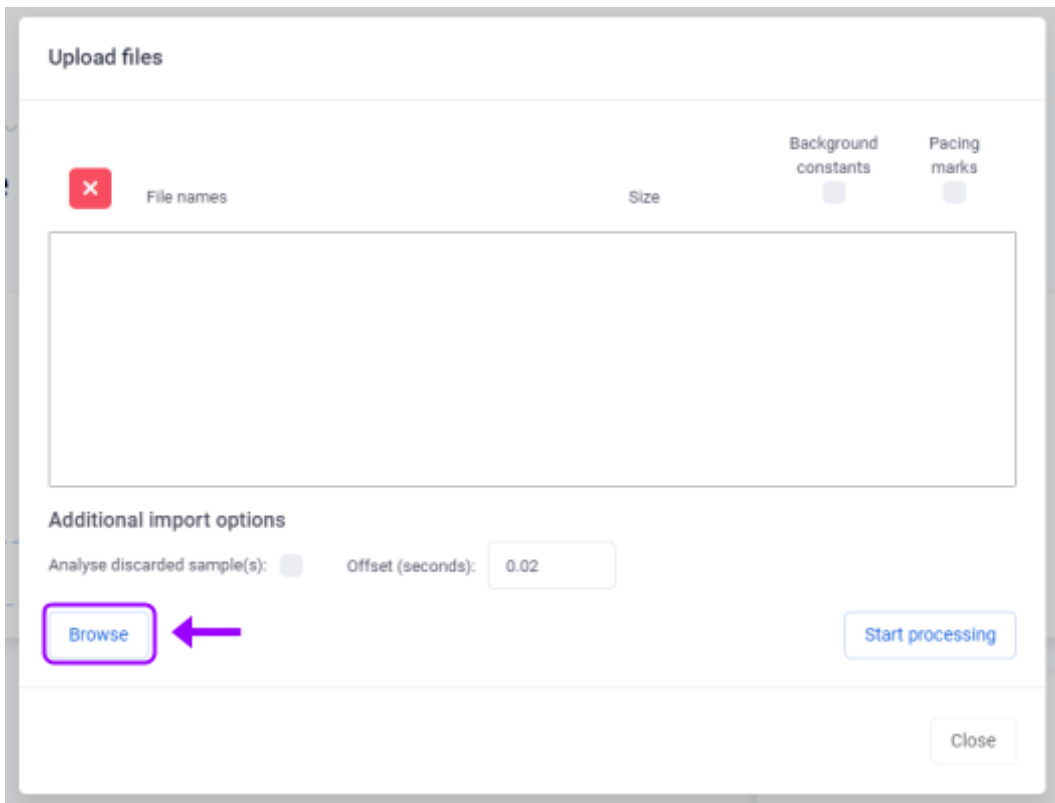 Upload files
Background
constants
Pacing
marks
File names
Size
Additional import options
Analyse discarded sample(s):
Offset (seconds):
0.02
Browse
Start processing
Close